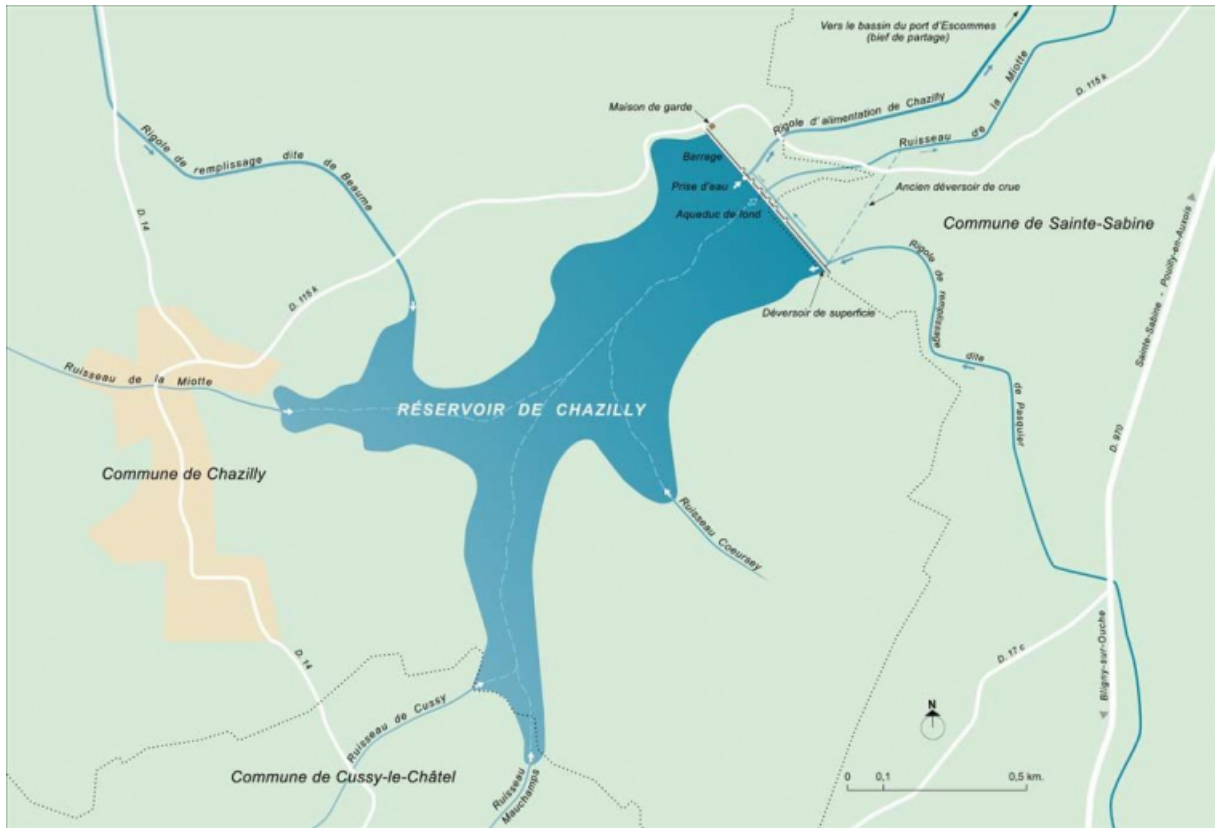 Vers le bassin du port d'Escommes
(bief de partage)
Maison de garde
Rigole d'alimentation de Chazilly
Ruisseau de la Miotte
D. 115 k
Rigole de remplissage dite de Beaume
Barrage
Prise d'eau
Ancien déversoir de crue
Aqueduc de fond
Commune de Sainte-Sabine
D. 14
Sainte-Sabine - Pouilly-en-Auxois
Rigole de remplissage dite de Pasquier
D. 115 k
Déversoir de superficie
Ruisseau de la Miotte
RÉSERVOIR DE CHAZILLY
D. 970
Commune de Chazilly
Ruisseau Coeursey
D. 14
D. 17 c
Bligny-sur-Ouche
Ruisseau de Cussy
N
Commune de Cussy-le-Châtel
Ruisseau
Mauchamps
0 0,1 0,5 km.